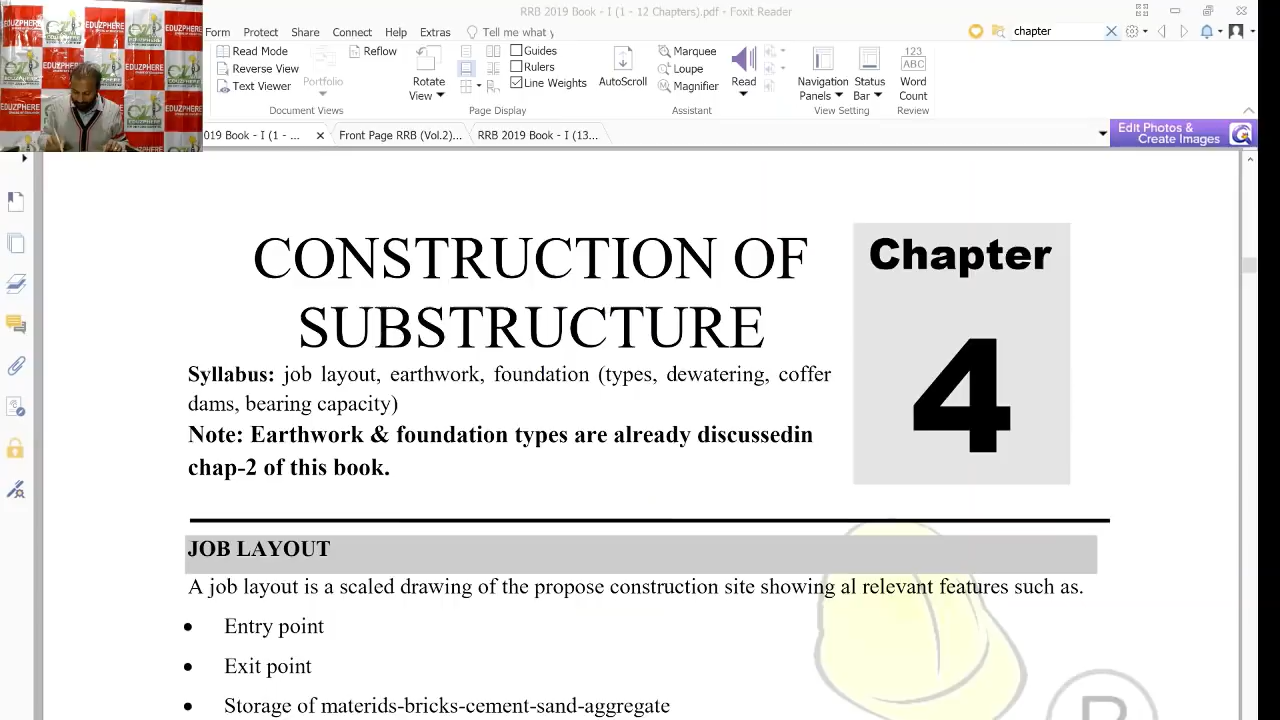 RRB 2019 Book - I (1 - 12 Chapters).pdf - Foxit Reader
Form Protect Share Connect Help Extras Tell me what y
chapter
Read Mode
Reverse View
Text Viewer
Portfolio
Reflow
Document Views
Rotate
View
Guides
Rulers
Line Weights
Page Display
AutoScroll
Marquee
Loupe
Magnifier
Read
Assistant
Navigation
Panels
Status
Bar
View Setting
123
ABC
Word
Count
Review
2019 Book - I (1 - ...
Front Page RRB (Vol.2)...
RRB 2019 Book - I (13...
Edit Photos &
Create Images
EDUZPHERE
CONSTRUCTION OF
SUBSTRUCTURE
Chapter
4
Syllabus: job layout, earthwork, foundation (types, dewatering, coffer
dams, bearing capacity)
Note: Earthwork & foundation types are already discussedin
chap-2 of this book.
JOB LAYOUT
A job layout is a scaled drawing of the propose construction site showing al relevant features such as.
• Entry point
• Exit point
• Storage of materids-bricks-cement-sand-aggregate